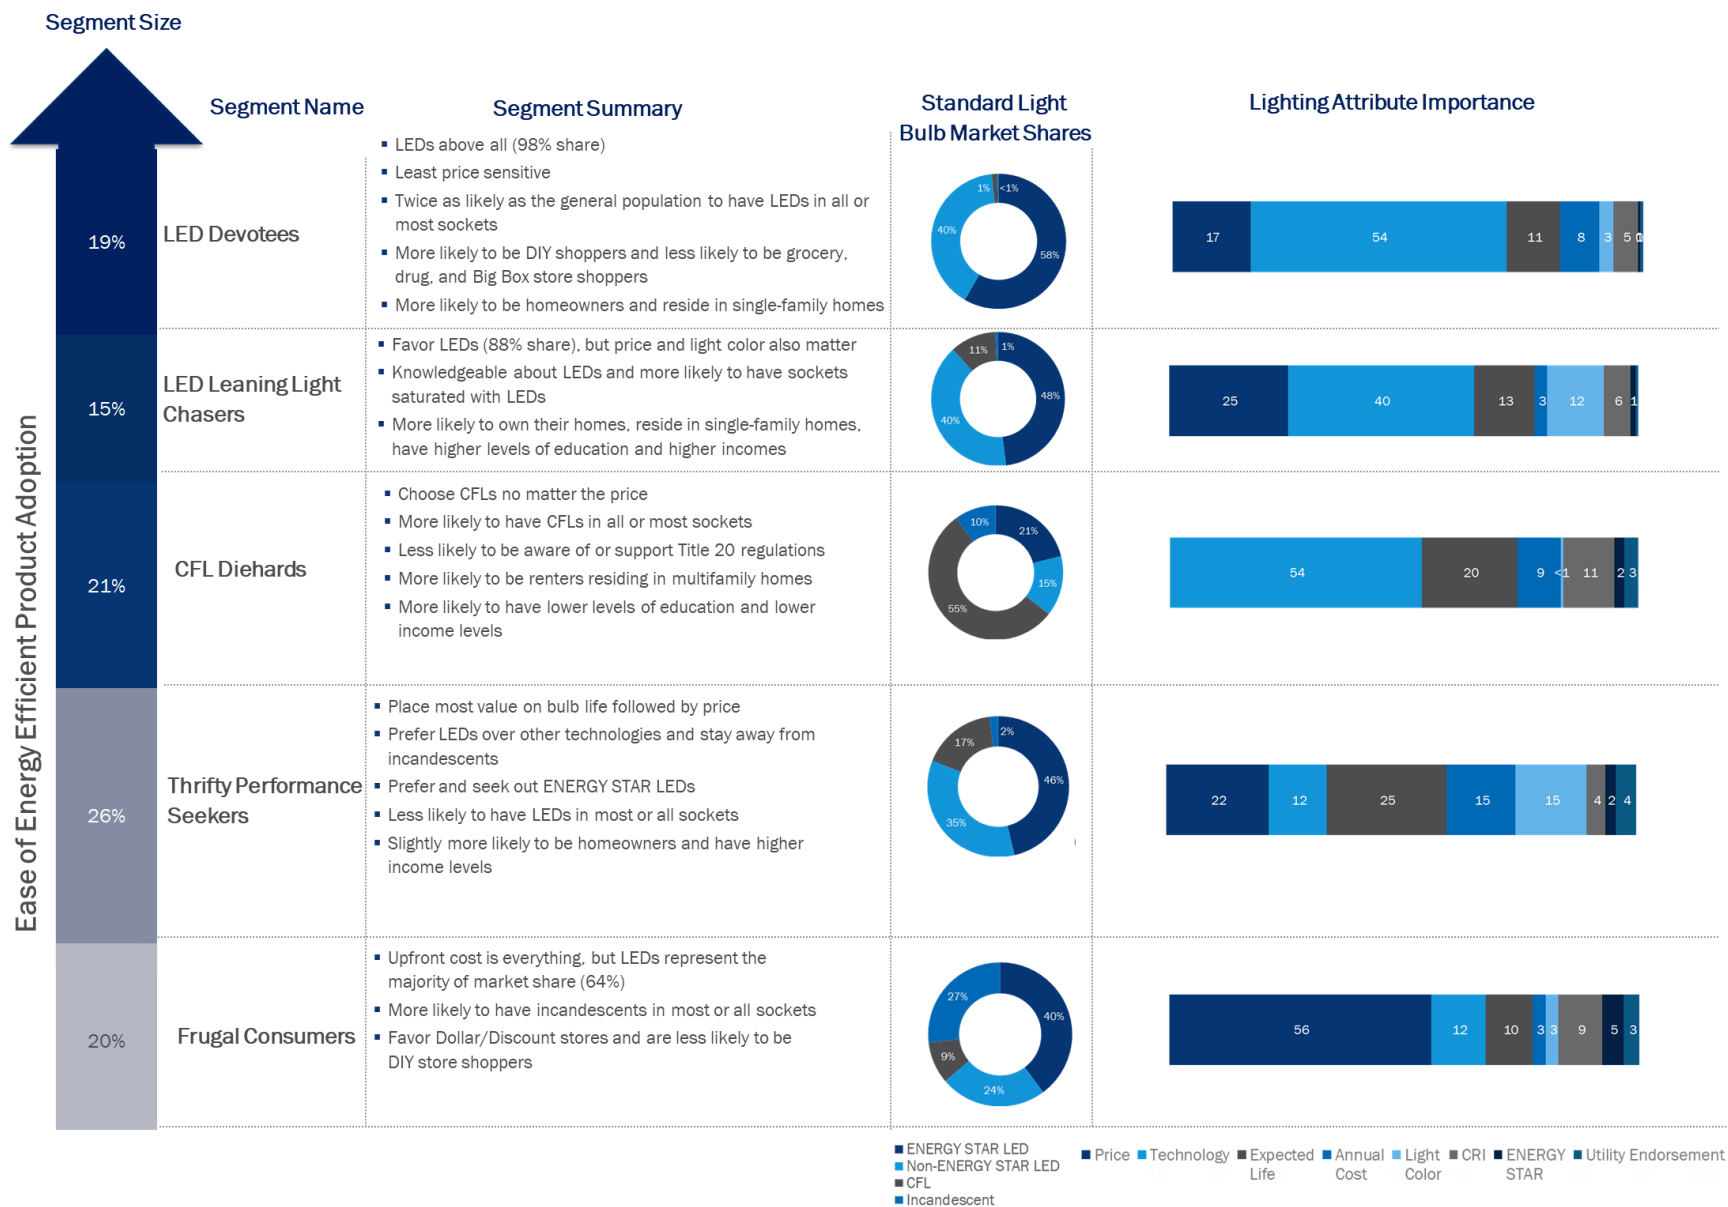 Segment Size
Segment Name
Segment Summary
Standard Light
Bulb Market Shares
Lighting Attribute Importance
Ease of Energy Efficient Product Adoption
19%
LED Devotees
▪ LEDs above all (98% share)
▪ Least price sensitive
▪ Twice as likely as the general population to have LEDs in all or
most sockets
▪ More likely to be DIY shoppers and less likely to be grocery,
drug, and Big Box store shoppers
▪ More likely to be homeowners and reside in single-family homes
1%
<1%
40%
58%
17 54 11 8 3 5
15%
LED Leaning Light
Chasers
▪ Favor LEDs (88% share), but price and light color also matter
▪ Knowledgeable about LEDs and more likely to have sockets
saturated with LEDs
▪ More likely to own their homes, reside in single-family homes,
have higher levels of education and higher incomes
11%
1%
40%
48%
25 40 13 3 12 6 1
21%
CFL Diehards
▪ Choose CFLs no matter the price
▪ More likely to have CFLs in all or most sockets
▪ Less likely to be aware of or support Title 20 regulations
▪ More likely to be renters residing in multifamily homes
▪ More likely to have lower levels of education and lower
income levels
10%
21%
15%
55%
54 20 9 <1 11 2 3
26%
Thrifty Performance
Seekers
▪ Place most value on bulb life followed by price
▪ Prefer LEDs over other technologies and stay away from
incandescents
▪ Prefer and seek out ENERGY STAR LEDs
▪ Less likely to have LEDs in most or all sockets
▪ Slightly more likely to be homeowners and have higher
income levels
2%
17%
46%
35%
22 12 25 15 15 4 2 4
20%
Frugal Consumers
▪ Upfront cost is everything, but LEDs represent the
majority of market share (64%)
▪ More likely to have incandescents in most or all sockets
▪ Favor Dollar/Discount stores and are less likely to be
DIY store shoppers
27%
40%
9%
24%
56 12 10 3 3 9 5 3
ENERGY STAR LED
Non-ENERGY STAR LED
CFL
Incandescent
Price
Technology
Expected
Life
Annual
Cost
Light
Color
CRI
ENERGY
STAR
Utility Endorsement